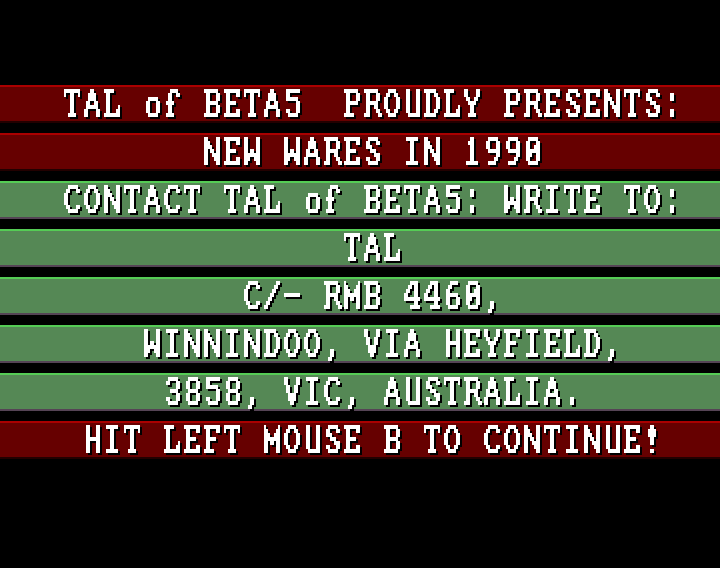 TAL of BETA5  PROUDLY PRESENTS:
NEW WARES IN 1990
CONTACT TAL of BETA5: WRITE TO:
TAL
C/- RMB 4460,
WINNINDOO, VIA HEYFIELD,
3858, VIC, AUSTRALIA.
HIT LEFT MOUSE B TO CONTINUE!